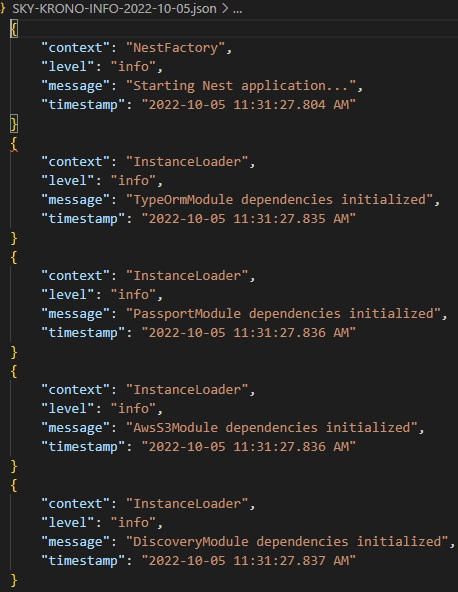 SKY-KRONO-INFO-2022-10-05.json > ...
{
"context": "NestFactory",
"level": "info",
"message": "Starting Nest application...",
"timestamp": "2022-10-05 11:31:27.804 AM"
}
{
"context": "InstanceLoader",
"level": "info",
"message": "TypeOrmModule dependencies initialized",
"timestamp": "2022-10-05 11:31:27.835 AM"
}
{
"context": "InstanceLoader",
"level": "info",
"message": "PassportModule dependencies initialized",
"timestamp": "2022-10-05 11:31:27.836 AM"
}
{
"context": "InstanceLoader",
"level": "info",
"message": "AwsS3Module dependencies initialized",
"timestamp": "2022-10-05 11:31:27.836 AM"
}
{
"context": "InstanceLoader",
"level": "info",
"message": "DiscoveryModule dependencies initialized",
"timestamp": "2022-10-05 11:31:27.837 AM"
}